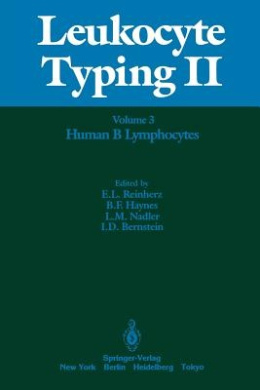 Leukocyte
Typing II
Volume 3
Human B Lymphocytes
Edited by
E.L. Reinherz
B.F. Haynes
L.M. Nadler
I.D. Bernstein
Springer-Verlag
New York Berlin Heidelberg Tokyo